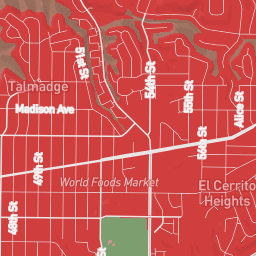 51st St
54th St
Talmadge
Madison Ave
55th St
Alice St
56th St
49th St
World Foods Market
El Cerrito
Heights
48th St
St